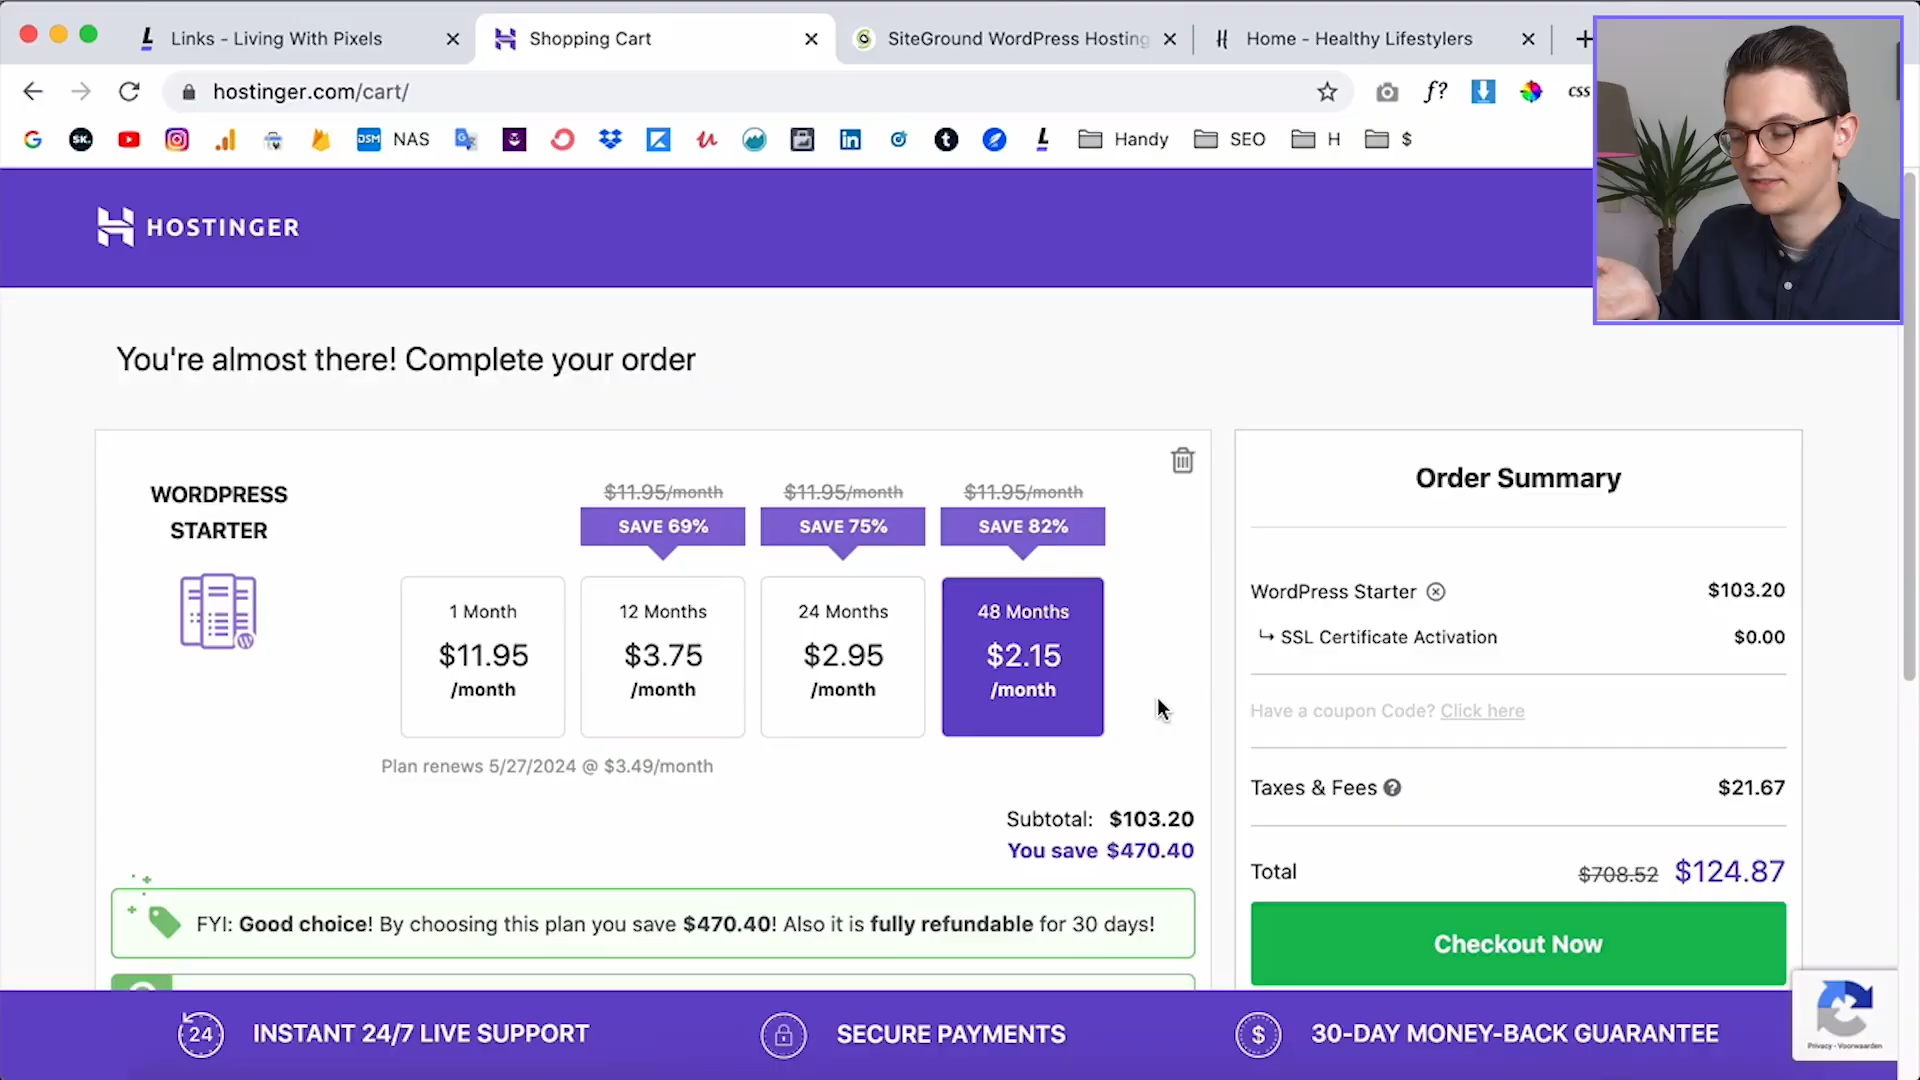 Links - Living With Pixels
Shopping Cart
SiteGround WordPress Hosting
Home - Healthy Lifestylers
hostinger.com/cart/
f?
CSS
SK.
DSM
NAS
Handy
SEO
H
$
HOSTINGER
You're almost there! Complete your order
WORDPRESS
STARTER
$11.95/month
$11.95/month
$11.95/month
SAVE 69%
SAVE 75%
SAVE 82%
1 Month
$11.95
/month
12 Months
$3.75
/month
24 Months
$2.95
/month
48 Months
$2.15
/month
Plan renews 5/27/2024 @ $3.49/month
Subtotal: $103.20
You save $470.40
FYI: Good choice! By choosing this plan you save $470.40! Also it is fully refundable for 30 days!
Order Summary
WordPress Starter $103.20
SSL Certificate Activation $0.00
Have a coupon Code? Click here
Taxes & Fees $21.67
Total $708.52 $124.87
Checkout Now
24 INSTANT 24/7 LIVE SUPPORT
SECURE PAYMENTS
$ 30-DAY MONEY-BACK GUARANTEE
Privacy - Voorwaarden